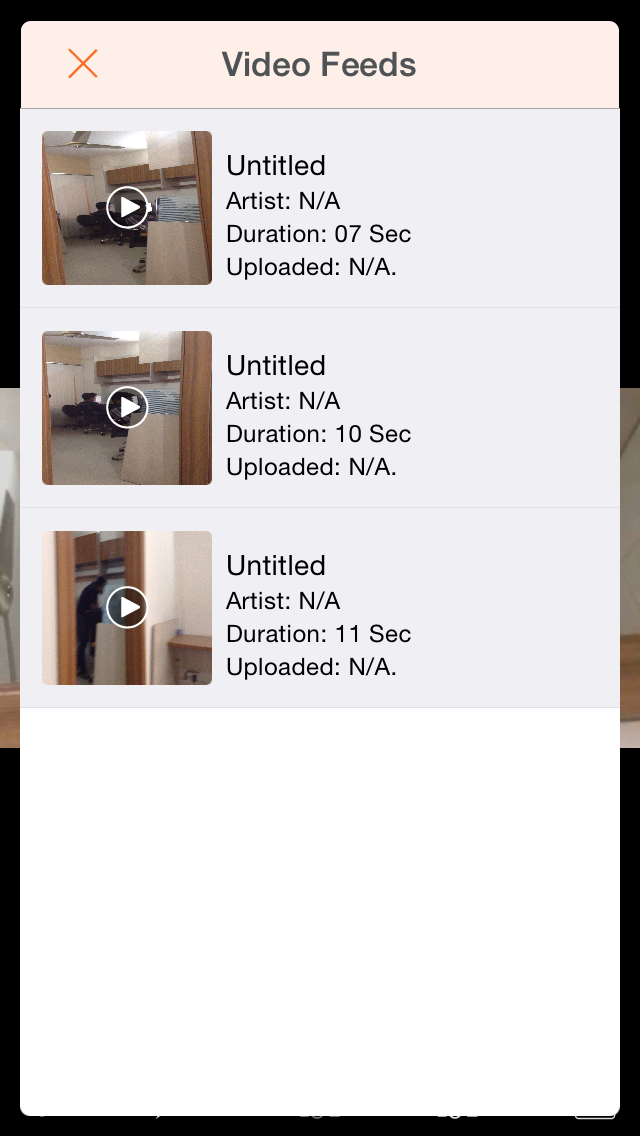 Video Feeds
Untitled
Artist: N/A
Duration: 07 Sec
Uploaded: N/A.
Untitled
Artist: N/A
Duration: 10 Sec
Uploaded: N/A.
Untitled
Artist: N/A
Duration: 11 Sec
Uploaded: N/A.